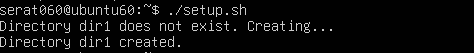 serat060@ubuntu60:~$ ./setup.sh
Directory dir1 does not exist. Creating...
Directory dir1 created.